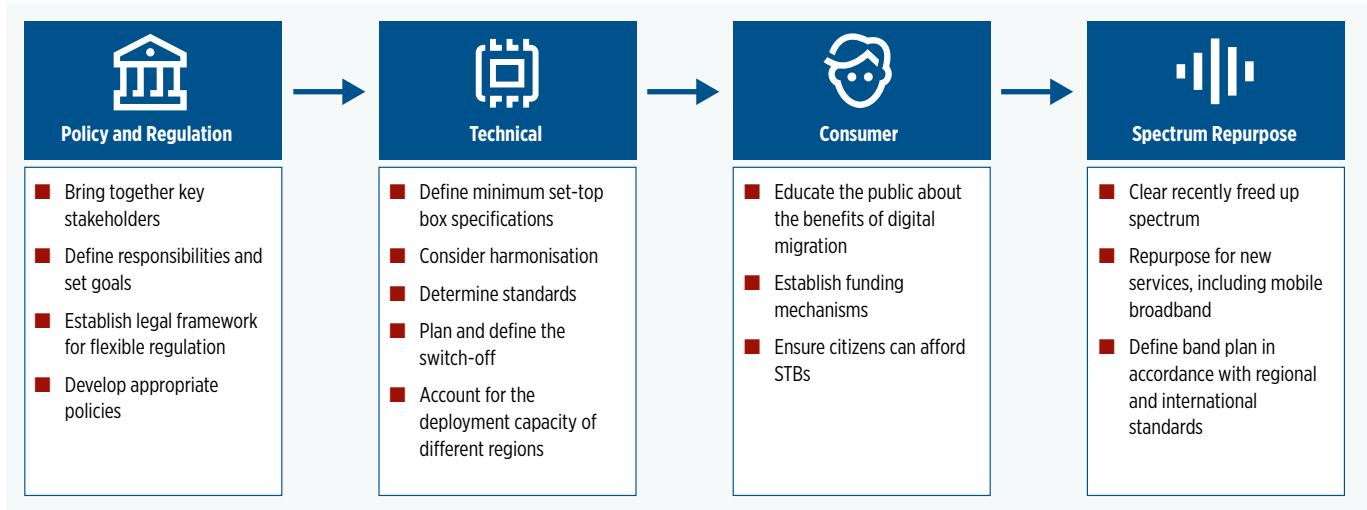 Policy and Regulation
Bring together key
stakeholders
Define responsibilities and
set goals
Establish legal framework
for flexible regulation
Develop appropriate
policies
Technical
Define minimum set-top
box specifications
Consider harmonisation
Determine standards
Plan and define the
switch-off
Account for the
deployment capacity of
different regions
Consumer
Educate the public about
the benefits of digital
migration
Establish funding
mechanisms
Ensure citizens can afford
STBs
Spectrum Repurpose
Clear recently freed up
spectrum
Repurpose for new
services, including mobile
broadband
Define band plan in
accordance with regional
and international
standards